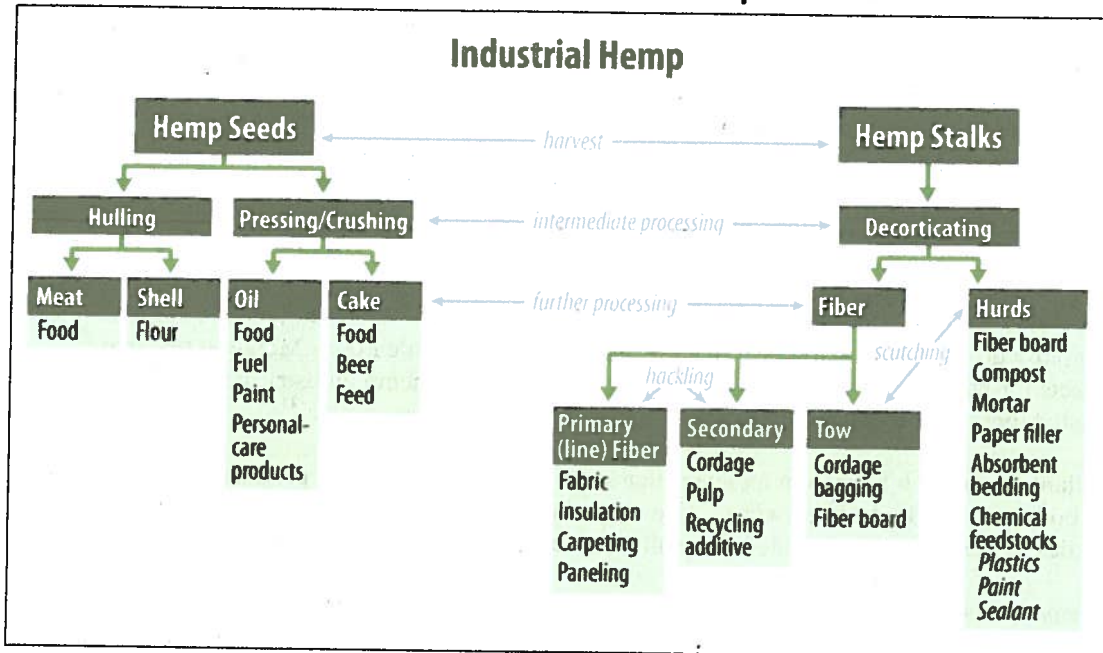 Industrial Hemp
Hemp Seeds
harvest
Hemp Stalks
Hulling
Pressing/Crushing
intermediate processing
Decorticating
Meat
Food
Shell
Flour
Oil
Food
Fuel
Paint
Personal-
care
products
Cake
Food
Beer
Feed
further processing
Fiber
Hurds
Fiber board
Compost
Mortar
Paper filler
Absorbent
bedding
Chemical
feedstocks
Plastics
Paint
Sealant
scutching
hackling
Primary
(line) Fiber
Fabric
Insulation
Carpeting
Paneling
Secondary
Cordage
Pulp
Recycling
additive
Tow
Cordage
bagging
Fiber board